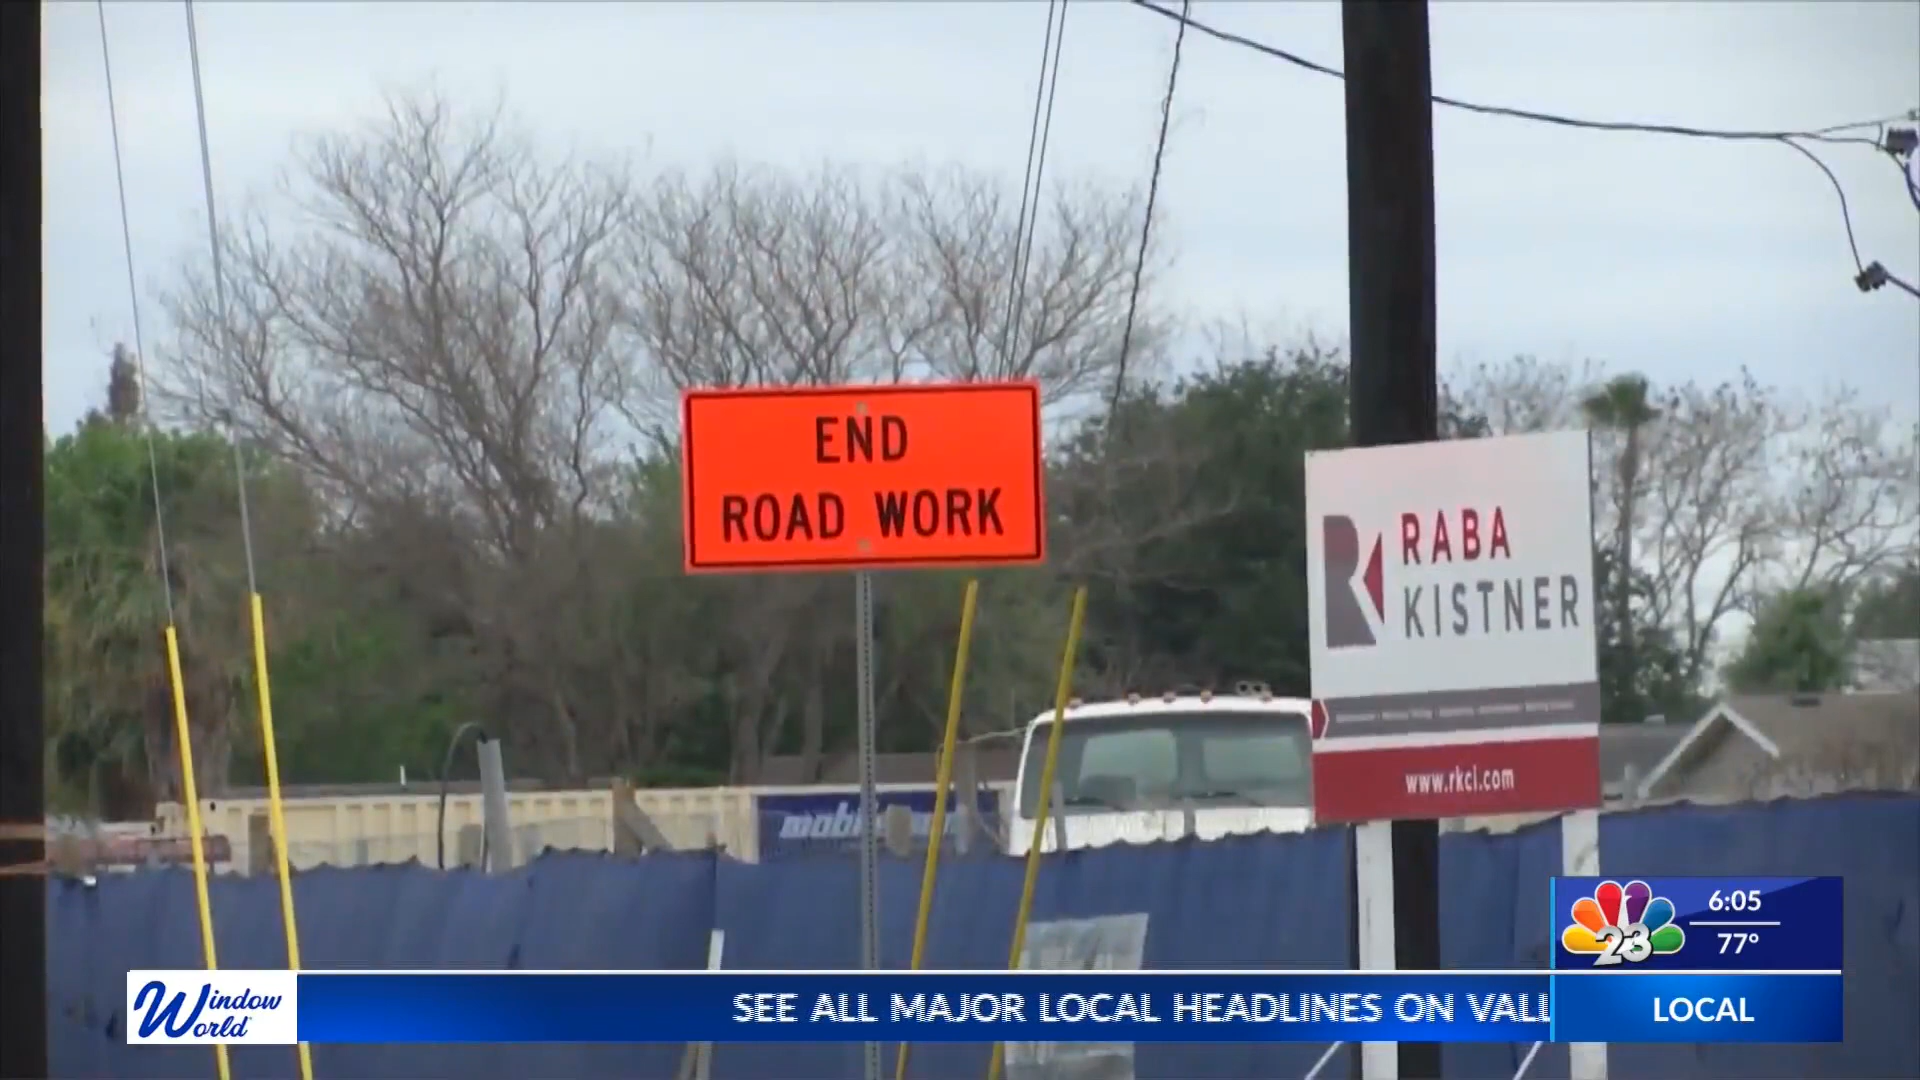 END
ROAD WORK
RABA
KISTNER
www.rkci.com
mobi
23
6:05
77°
Window
World
SEE ALL MAJOR LOCAL HEADLINES ON VALL
LOCAL